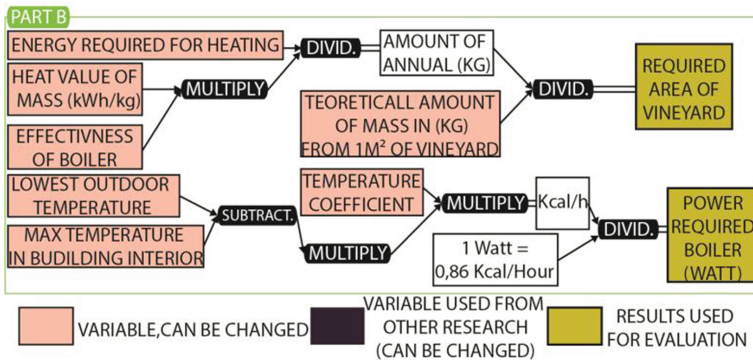 PART B
ENERGY REQUIRED FOR HEATING
DIVID.
AMOUNT OF
ANNUAL (KG)
HEAT VALUE OF
MASS (kWh/kg)
MULTIPLY
EFFECTIVNESS
OF BOILER
TEORETICALL AMOUNT
OF MASS IN (KG)
FROM 1M² OF VINEYARD
DIVID.
REQUIRED
AREA OF
VINEYARD
LOWEST OUTDOOR
TEMPERATURE
SUBTRACT.
MAX TEMPERATURE
IN BUDILDING INTERIOR
TEMPERATURE
COEFFICIENT
MULTIPLY
MULTIPLY
Kcal/h
1 Watt =
0,86 Kcal/Hour
DIVID.
POWER
REQUIRED
BOILER
(WATT)
VARIABLE,CAN BE CHANGED
VARIABLE USED FROM
OTHER RESEARCH
(CAN BE CHANGED)
RESULTS USED
FOR EVALUATION